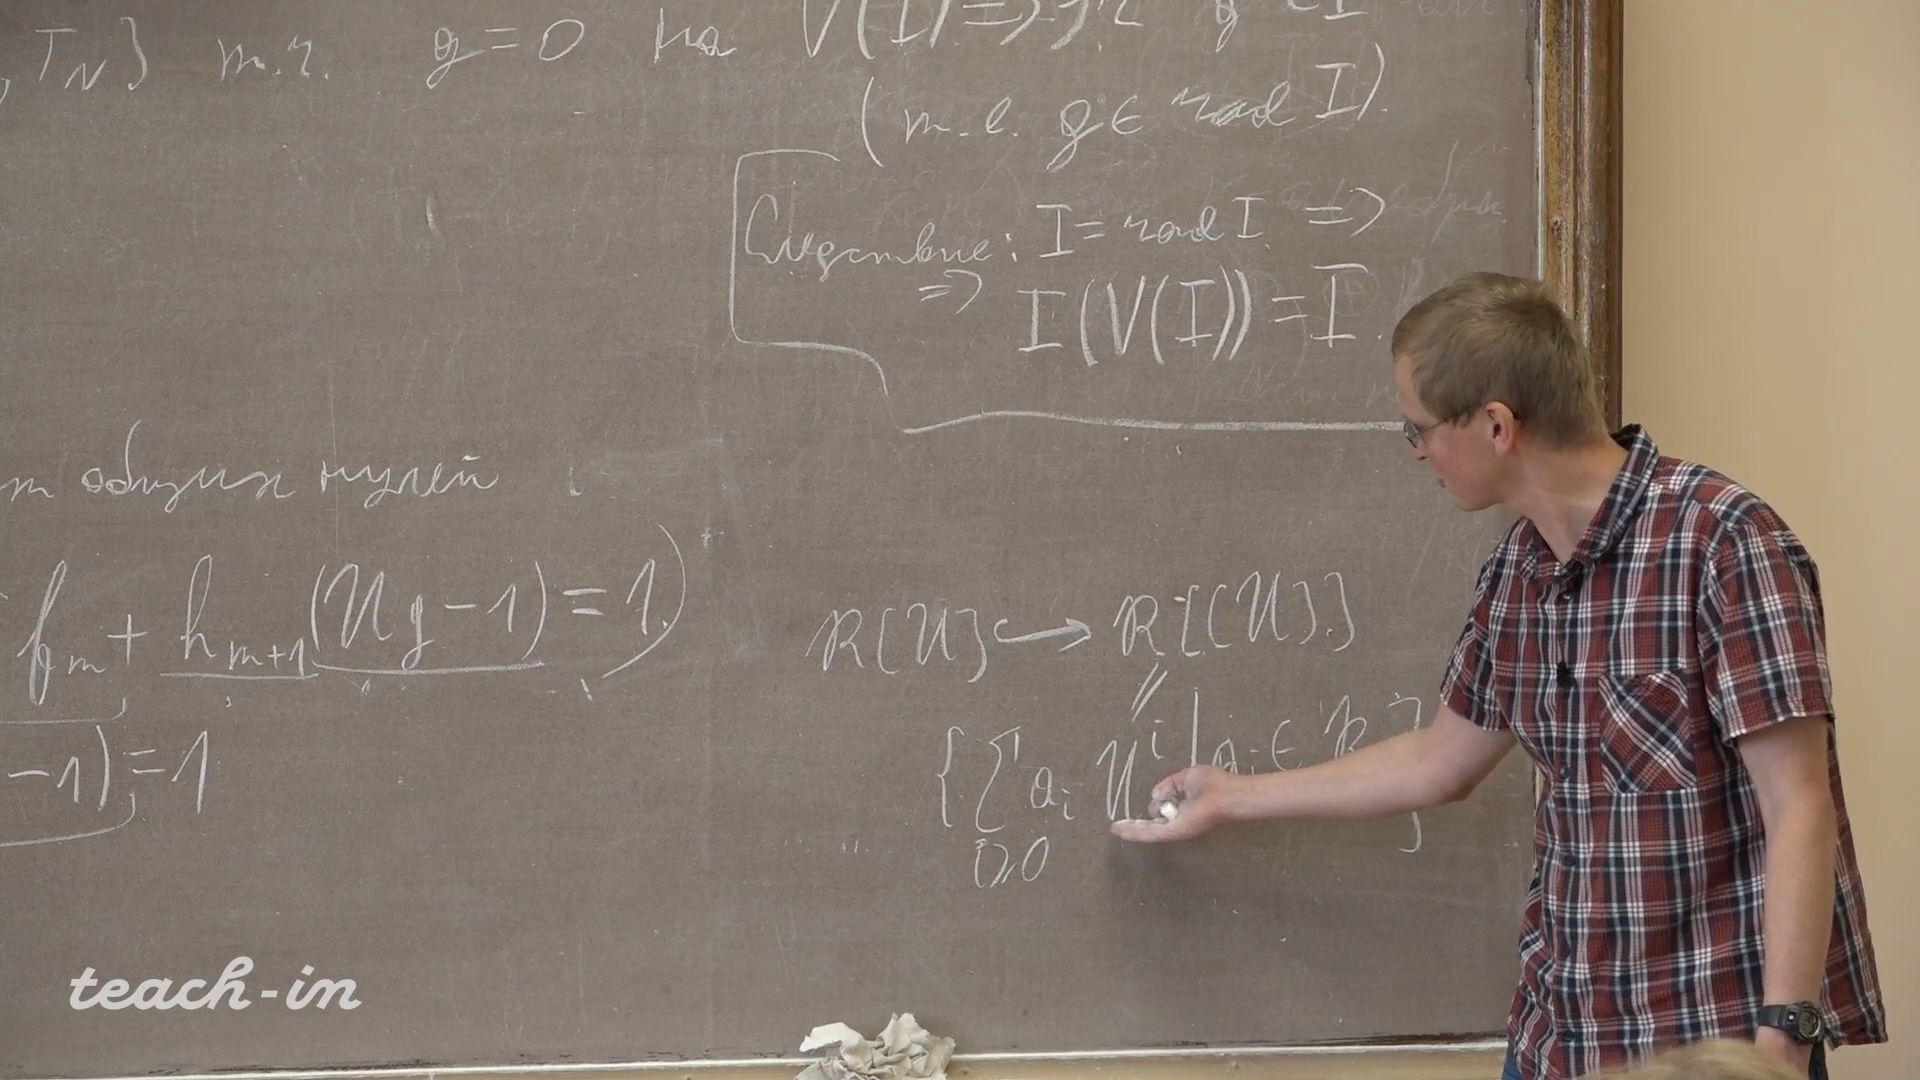 , T_N] т.ч. g = 0 на V(I) =>
(т.е. g ∈ rad I).
Следствие: I = rad I =>
=> I(V(I)) = I.
т общих нулей
f_m + h_{m+1}(Ug-1) = 1.)
-1) = 1
R[U] ↪ R[[U]].
{∑ a_i U^i | a_i ∈ R }
i⩾0
teach-in